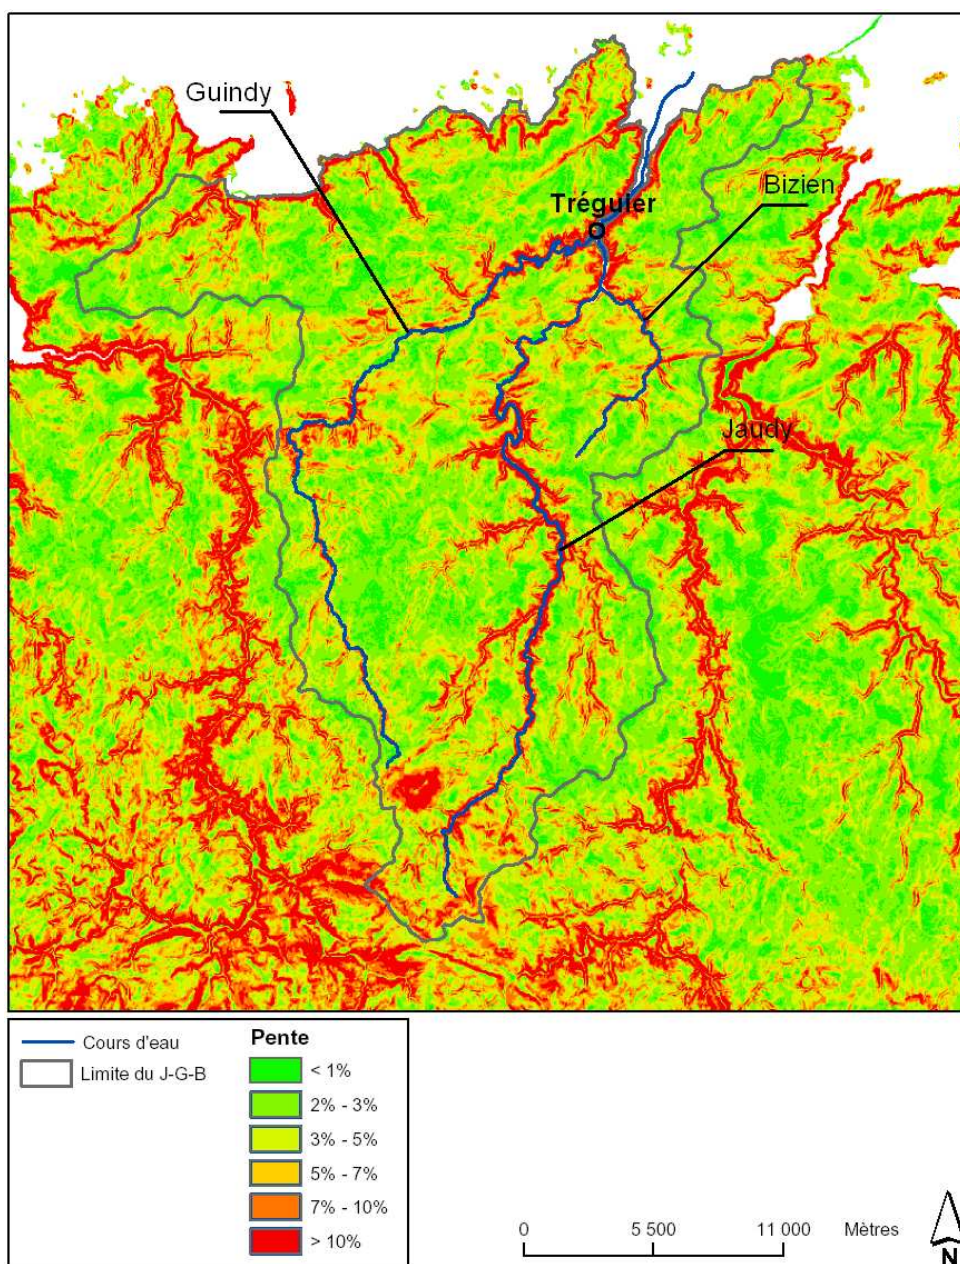 Guindy
Bizien
Tréguier
Jaudy
Cours d'eau
Limite du J-G-B
Pente
< 1%
2% - 3%
3% - 5%
5% - 7%
7% - 10%
> 10%
0 5 500 11 000 Mètres
N